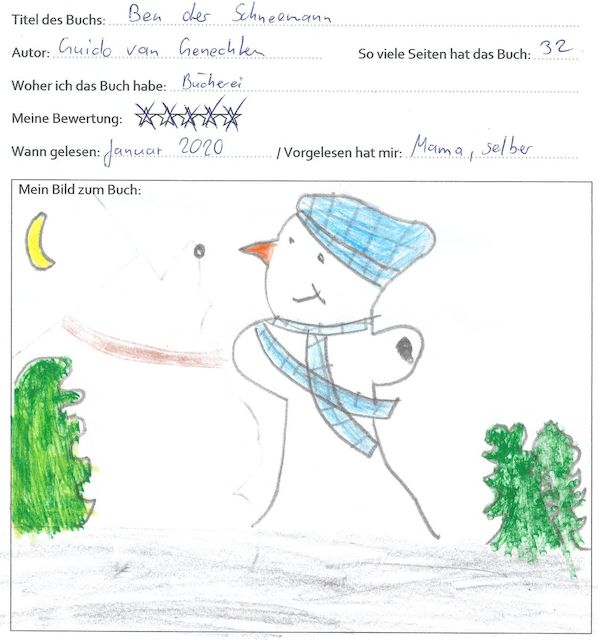 Titel des Buchs: Ben der Schneemann
Autor: Guido van Genechten So viele Seiten hat das Buch: 32
Woher ich das Buch habe: Bücherei
Meine Bewertung:
Wann gelesen: Januar 2020 / Vorgelesen hat mir: Mama, selber
Mein Bild zum Buch: